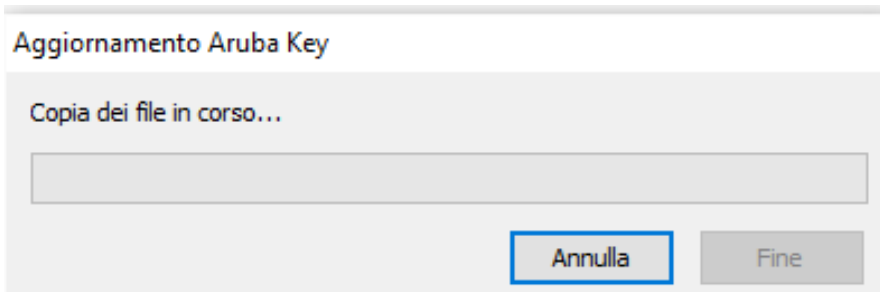 Aggiornamento Aruba Key
Copia dei file in corso...
Annulla
Fine